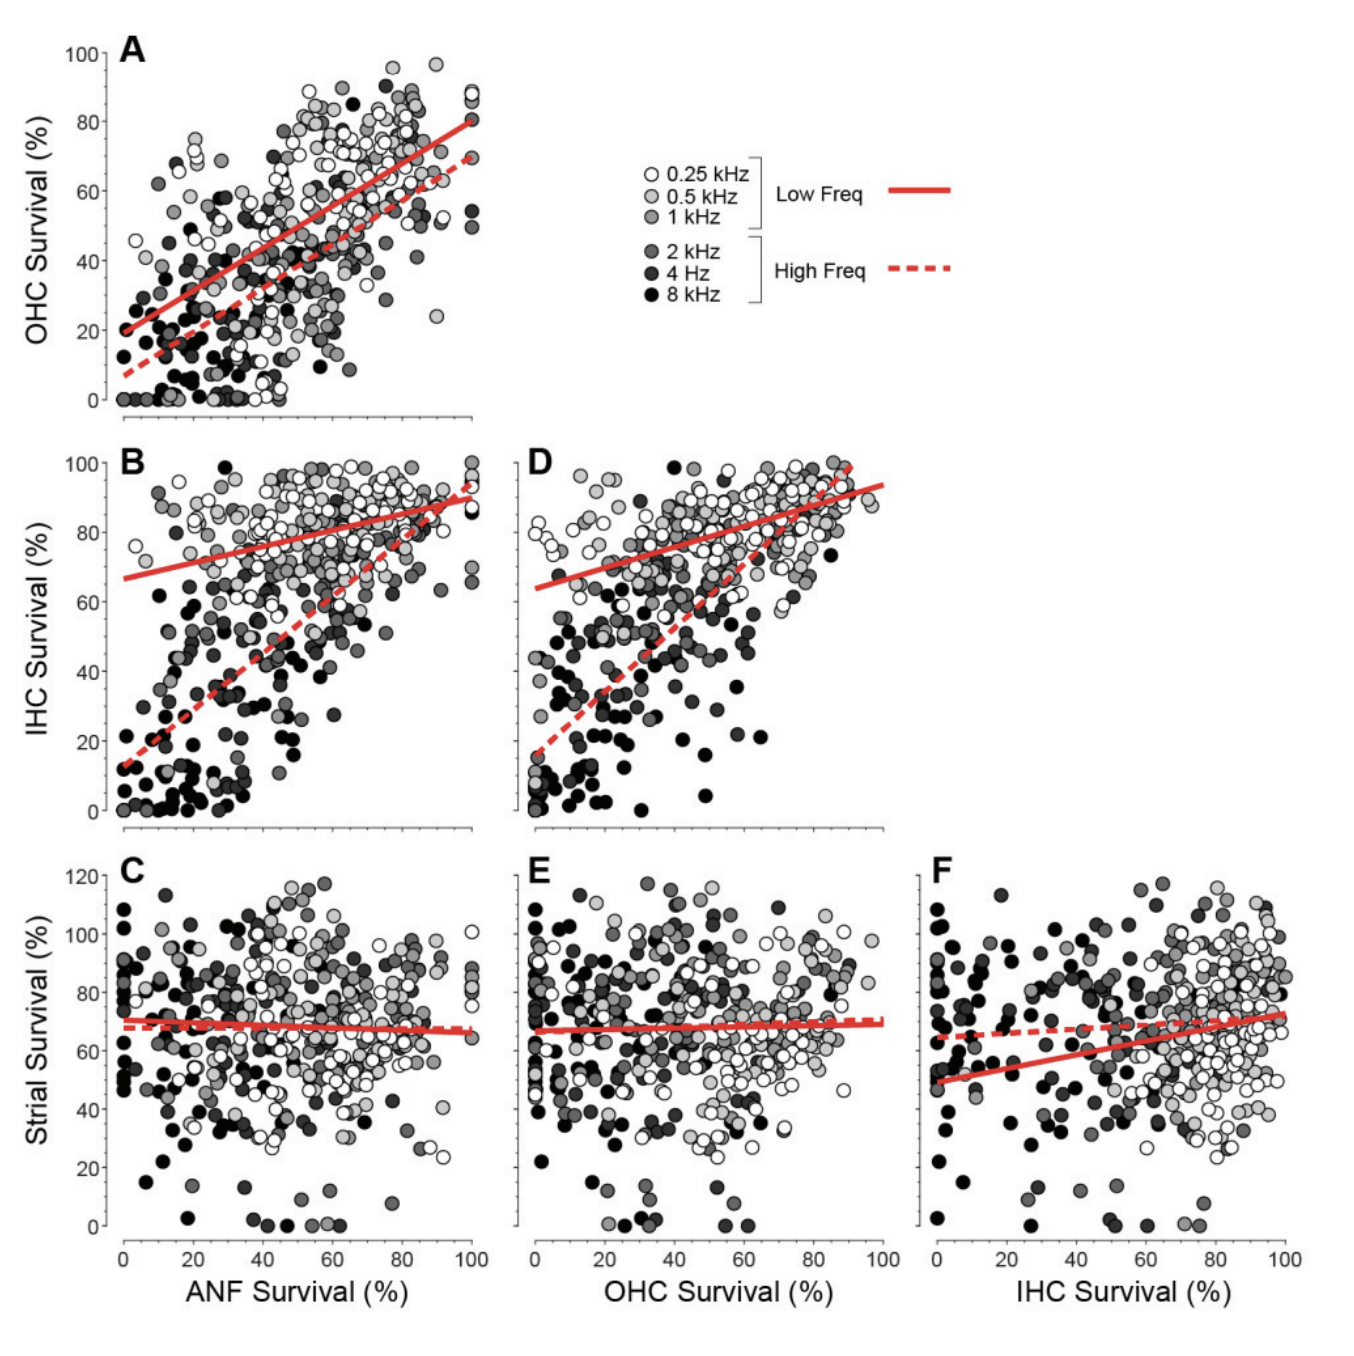 A
100
80
60
40
20
0
OHC Survival (%)
0.25 kHz
0.5 kHz
1 kHz
Low Freq
2 kHz
4 Hz
8 kHz
High Freq
B
100
80
60
40
20
0
IHC Survival (%)
D
C
120
100
80
60
40
20
0
Strial Survival (%)
0 20 40 60 80 100
ANF Survival (%)
E
0 20 40 60 80 100
OHC Survival (%)
F
0 20 40 60 80 100
IHC Survival (%)